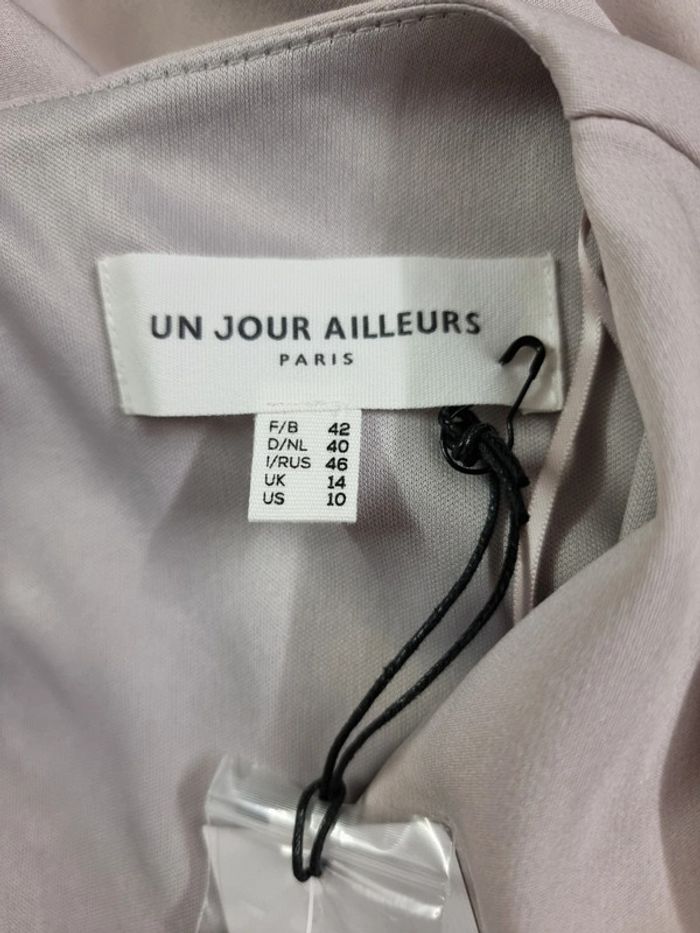 UN JOUR AILLEURS
PARIS
F/B 42
D/NL 40
I/RUS 46
UK 14
US 10